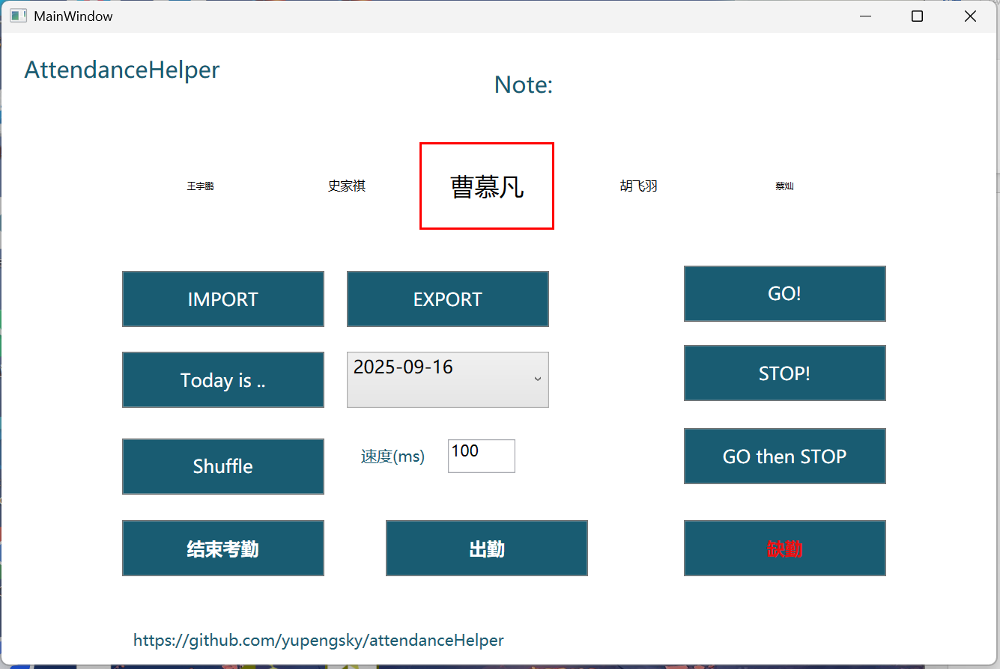 MainWindow
AttendanceHelper
Note:
王宇鹏 史家祺 曹慕凡 胡飞羽 蔡灿
IMPORT EXPORT GO!
Today is .. 2025-09-16 STOP!
Shuffle 速度(ms) 100 GO then STOP
结束考勤 出勤 缺勤
https://github.com/yupengsky/attendanceHelper